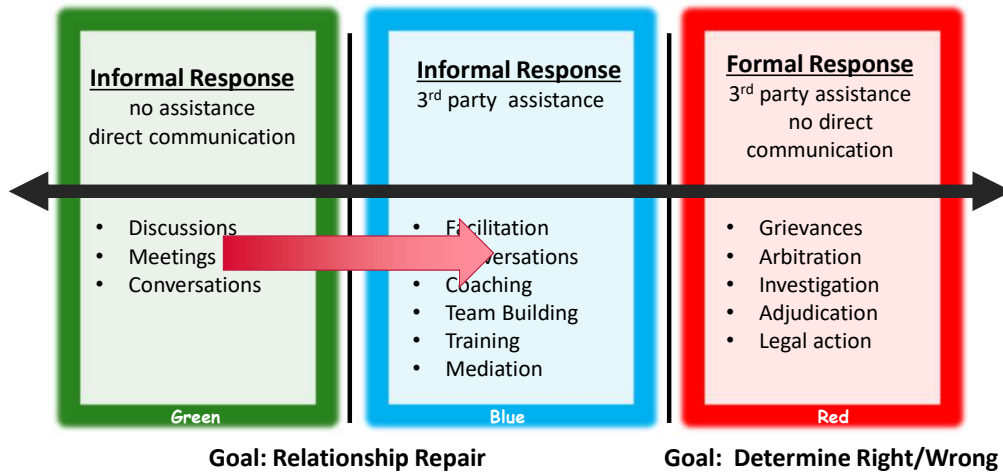 Informal Response
no assistance
direct communication
• Discussions
• Meetings
• Conversations
Green
Informal Response
3rd party assistance
• Facilitation
• Conversations
• Coaching
• Team Building
• Training
• Mediation
Blue
Formal Response
3rd party assistance
no direct
communication
• Grievances
• Arbitration
• Investigation
• Adjudication
• Legal action
Red
Goal: Relationship Repair
Goal: Determine Right/Wrong